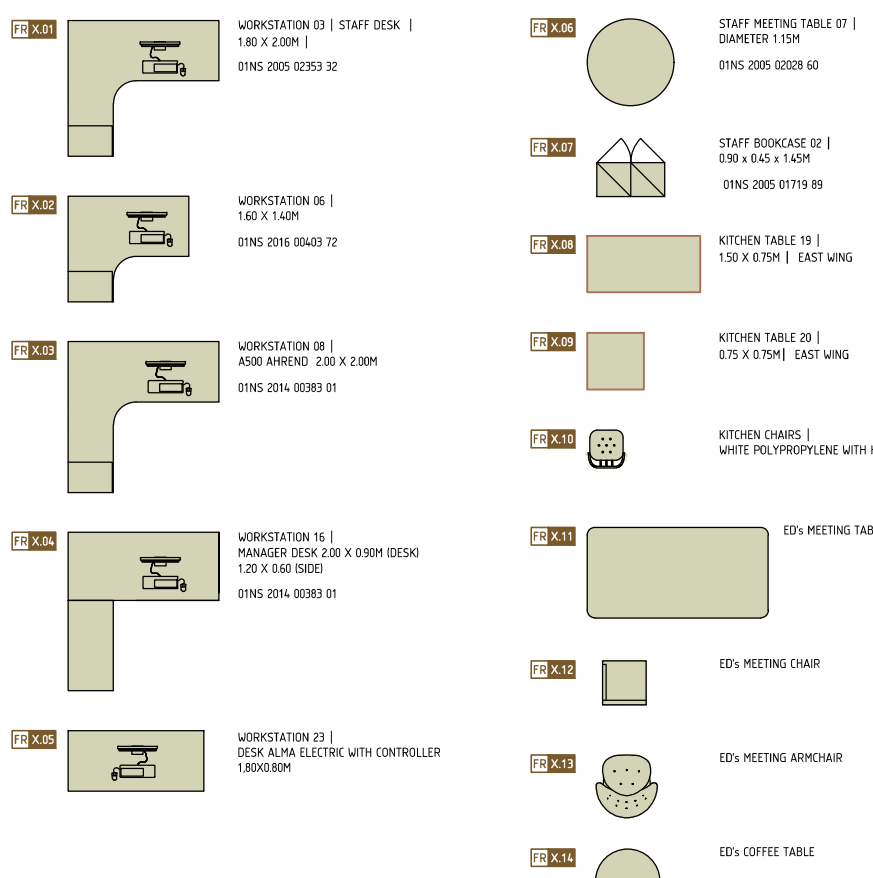 FR X.01
WORKSTATION 03 | STAFF DESK |
1.80 X 2.00M |
01NS 2005 02353 32
FR X.02
WORKSTATION 06 |
1.60 X 1.40M
01NS 2016 00403 72
FR X.03
WORKSTATION 08 |
A500 AHREND 2.00 X 2.00M
01NS 2014 00383 01
FR X.04
WORKSTATION 16 |
MANAGER DESK 2.00 X 0.90M (DESK)
1.20 X 0.60 (SIDE)
01NS 2014 00383 01
FR X.05
WORKSTATION 23 |
DESK ALMA ELECTRIC WITH CONTROLLER
1,80X0.80M
FR X.06
STAFF MEETING TABLE 07 |
DIAMETER 1.15M
01NS 2005 02028 60
FR X.07
STAFF BOOKCASE 02 |
0.90 x 0.45 x 1.45M
01NS 2005 01719 89
FR X.08
KITCHEN TABLE 19 |
1.50 X 0.75M | EAST WING
FR X.09
KITCHEN TABLE 20 |
0.75 X 0.75M| EAST WING
FR X.10
KITCHEN CHAIRS |
WHITE POLYPROPYLENE WITH
FR X.11
ED's MEETING TAB
FR X.12
ED's MEETING CHAIR
FR X.13
ED's MEETING ARMCHAIR
FR X.14
ED's COFFEE TABLE